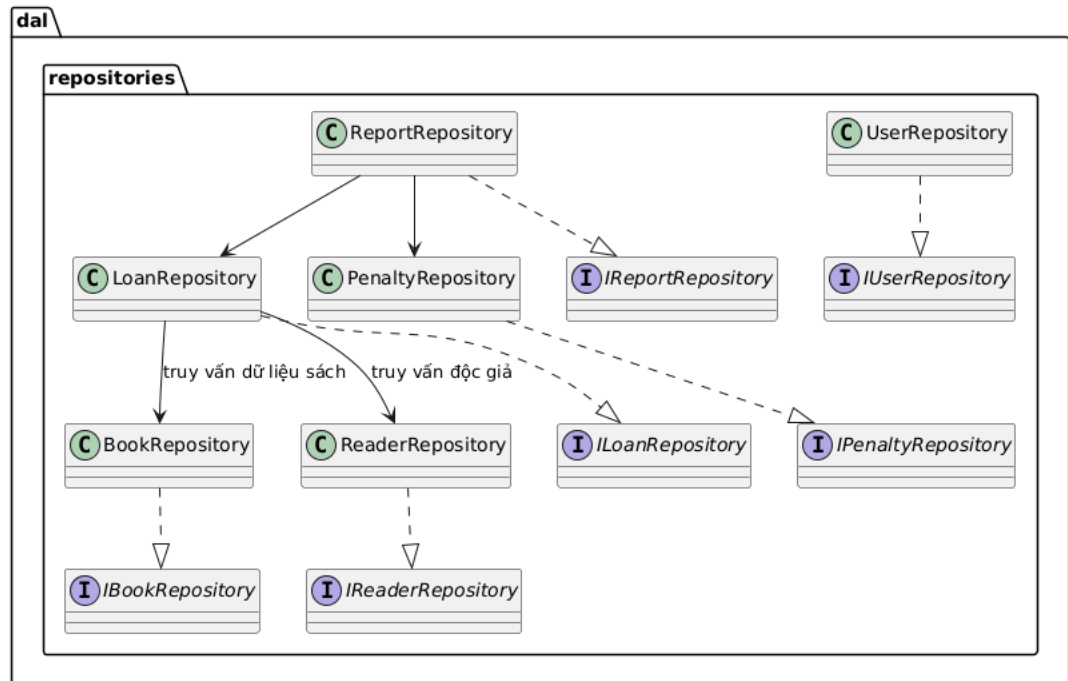 dal
repositories
C ReportRepository
C UserRepository
C LoanRepository
C PenaltyRepository
I IReportRepository
I IUserRepository
truy vấn dữ liệu sách
truy vấn độc giả
C BookRepository
C ReaderRepository
I ILoanRepository
I IPenaltyRepository
I IBookRepository
I IReaderRepository